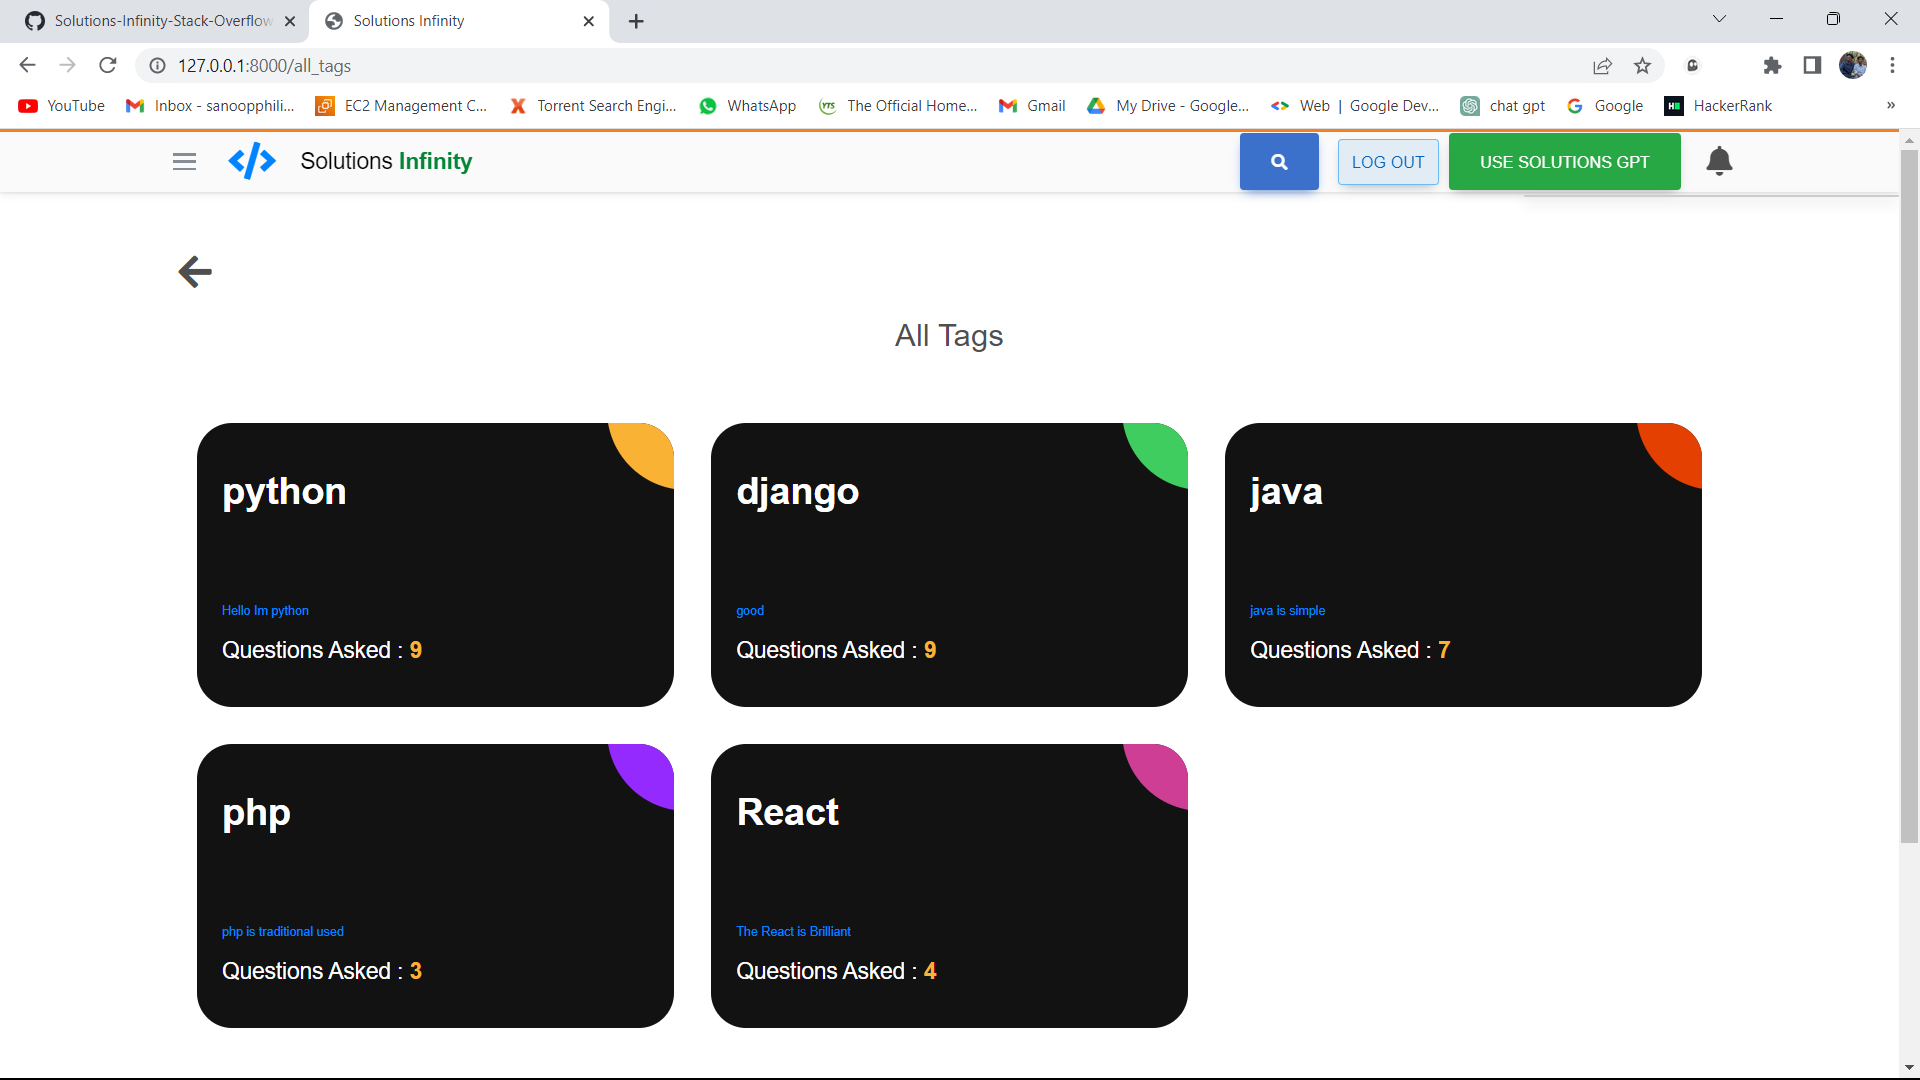 Solutions-Infinity-Stack-Overflow
Solutions Infinity
127.0.0.1:8000/all_tags
YouTube
Inbox - sanoopphili...
EC2 Management C...
Torrent Search Engi...
WhatsApp
YTS
The Official Home...
Gmail
My Drive - Google...
Web | Google Dev...
chat gpt
Google
HackerRank
»
Solutions Infinity
LOG OUT
USE SOLUTIONS GPT
All Tags
python
Hello Im python
Questions Asked : 9
django
good
Questions Asked : 9
java
java is simple
Questions Asked : 7
php
php is traditional used
Questions Asked : 3
React
The React is Brilliant
Questions Asked : 4